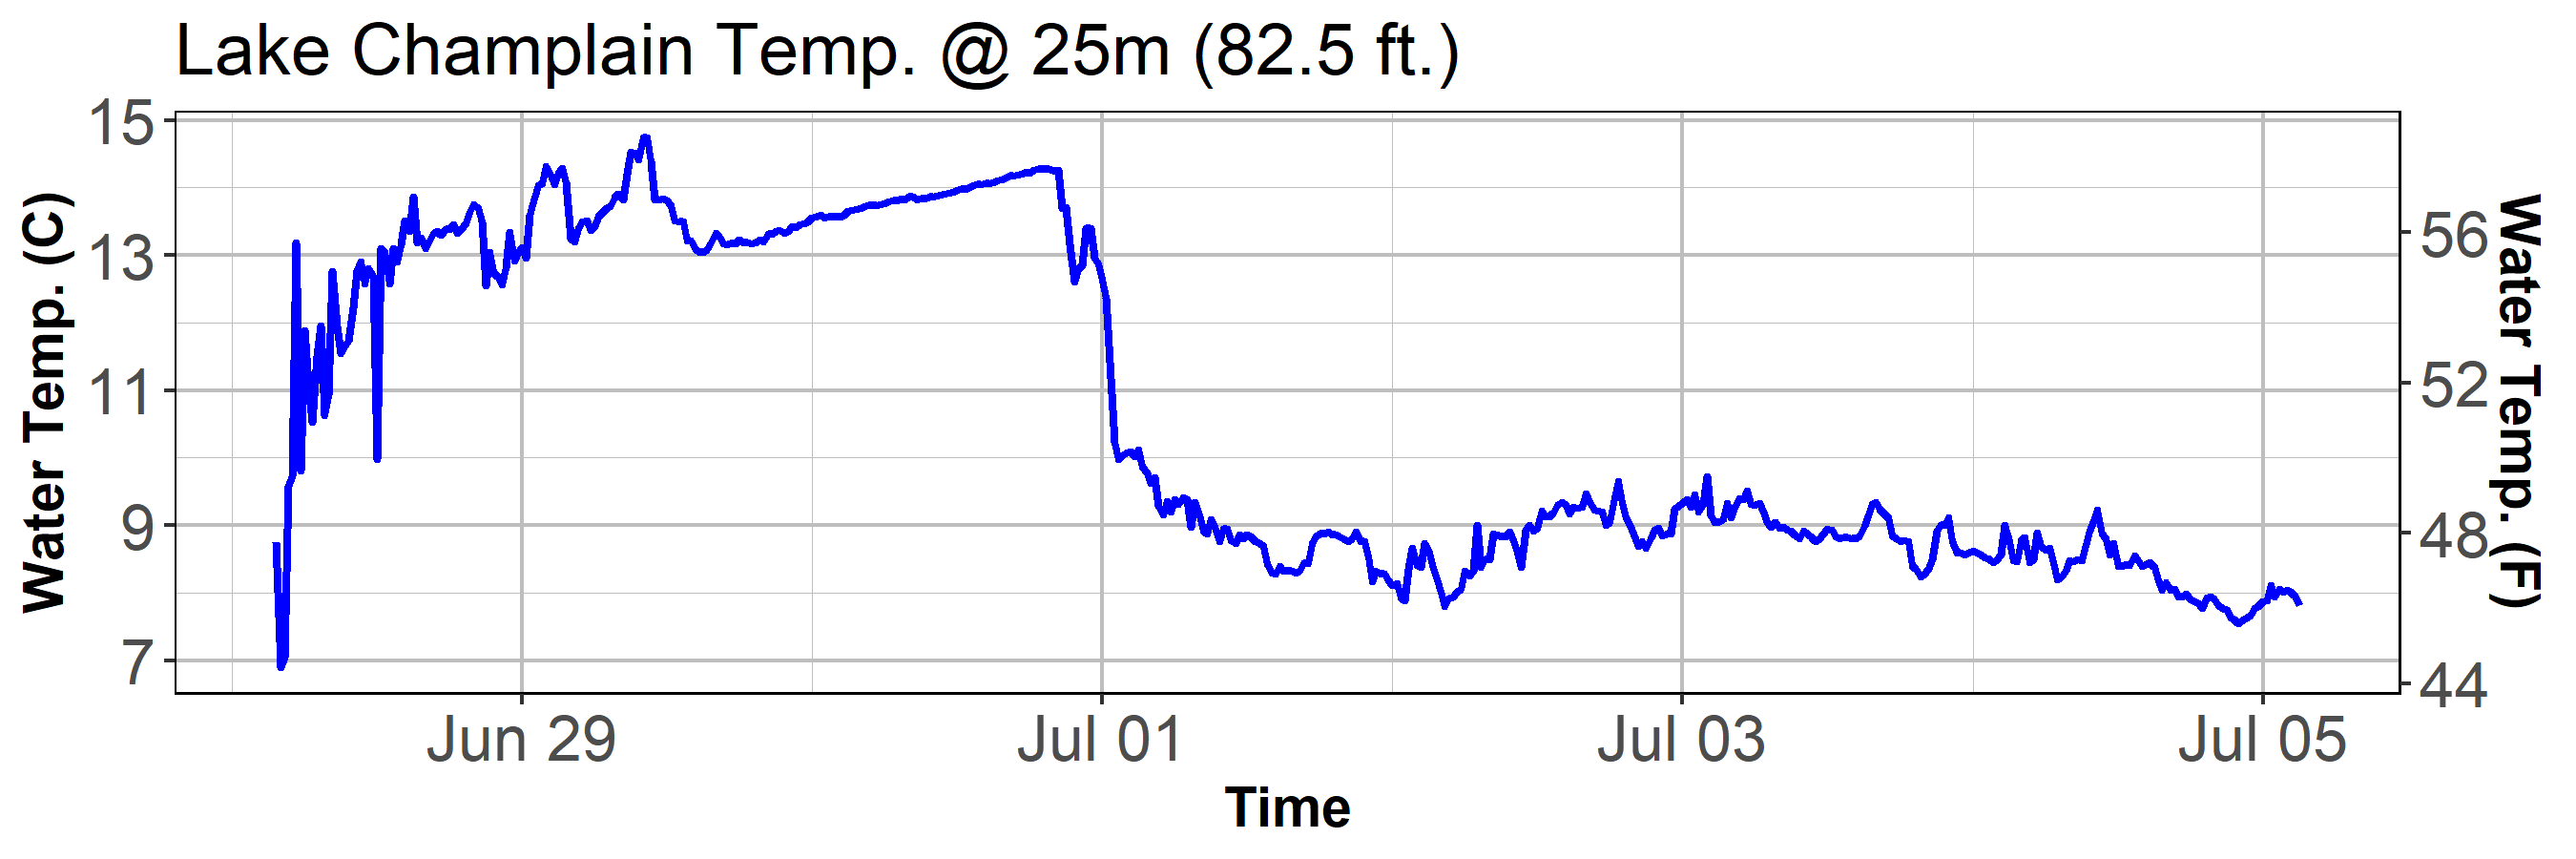 Lake Champlain Temp. @ 25m (82.5 ft.)
Water Temp. (C)
15
13
11
9
7
56
52
48
44
Water Temp. (F)
Jun 29 Jul 01 Jul 03 Jul 05
Time